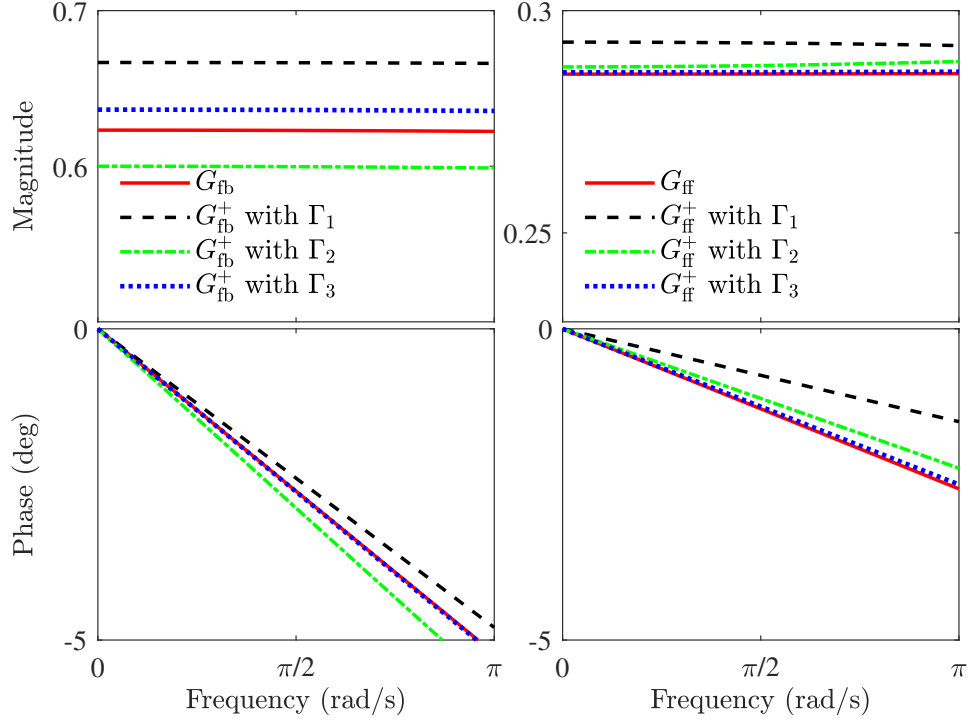 0.7
0.6
Magnitude
G_fb
G_fb^+ with Γ_1
G_fb^+ with Γ_2
G_fb^+ with Γ_3
0.3
0.25
G_ff
G_ff^+ with Γ_1
G_ff^+ with Γ_2
G_ff^+ with Γ_3
0
-5
Phase (deg)
0 π/2 π
Frequency (rad/s)
0
-5
0 π/2 π
Frequency (rad/s)